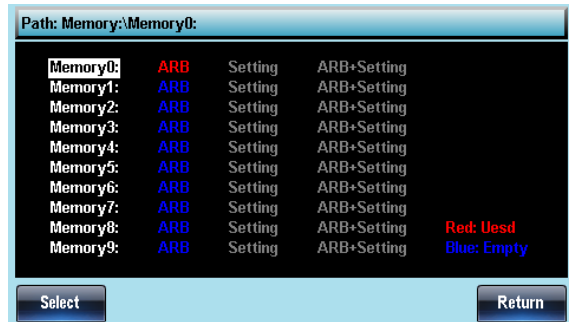 Path: Memory:\Memory0:
Memory0: ARB Setting ARB+Setting
Memory1: ARB Setting ARB+Setting
Memory2: ARB Setting ARB+Setting
Memory3: ARB Setting ARB+Setting
Memory4: ARB Setting ARB+Setting
Memory5: ARB Setting ARB+Setting
Memory6: ARB Setting ARB+Setting
Memory7: ARB Setting ARB+Setting
Memory8: ARB Setting ARB+Setting Red: Uesd
Memory9: ARB Setting ARB+Setting Blue: Empty
Select Return